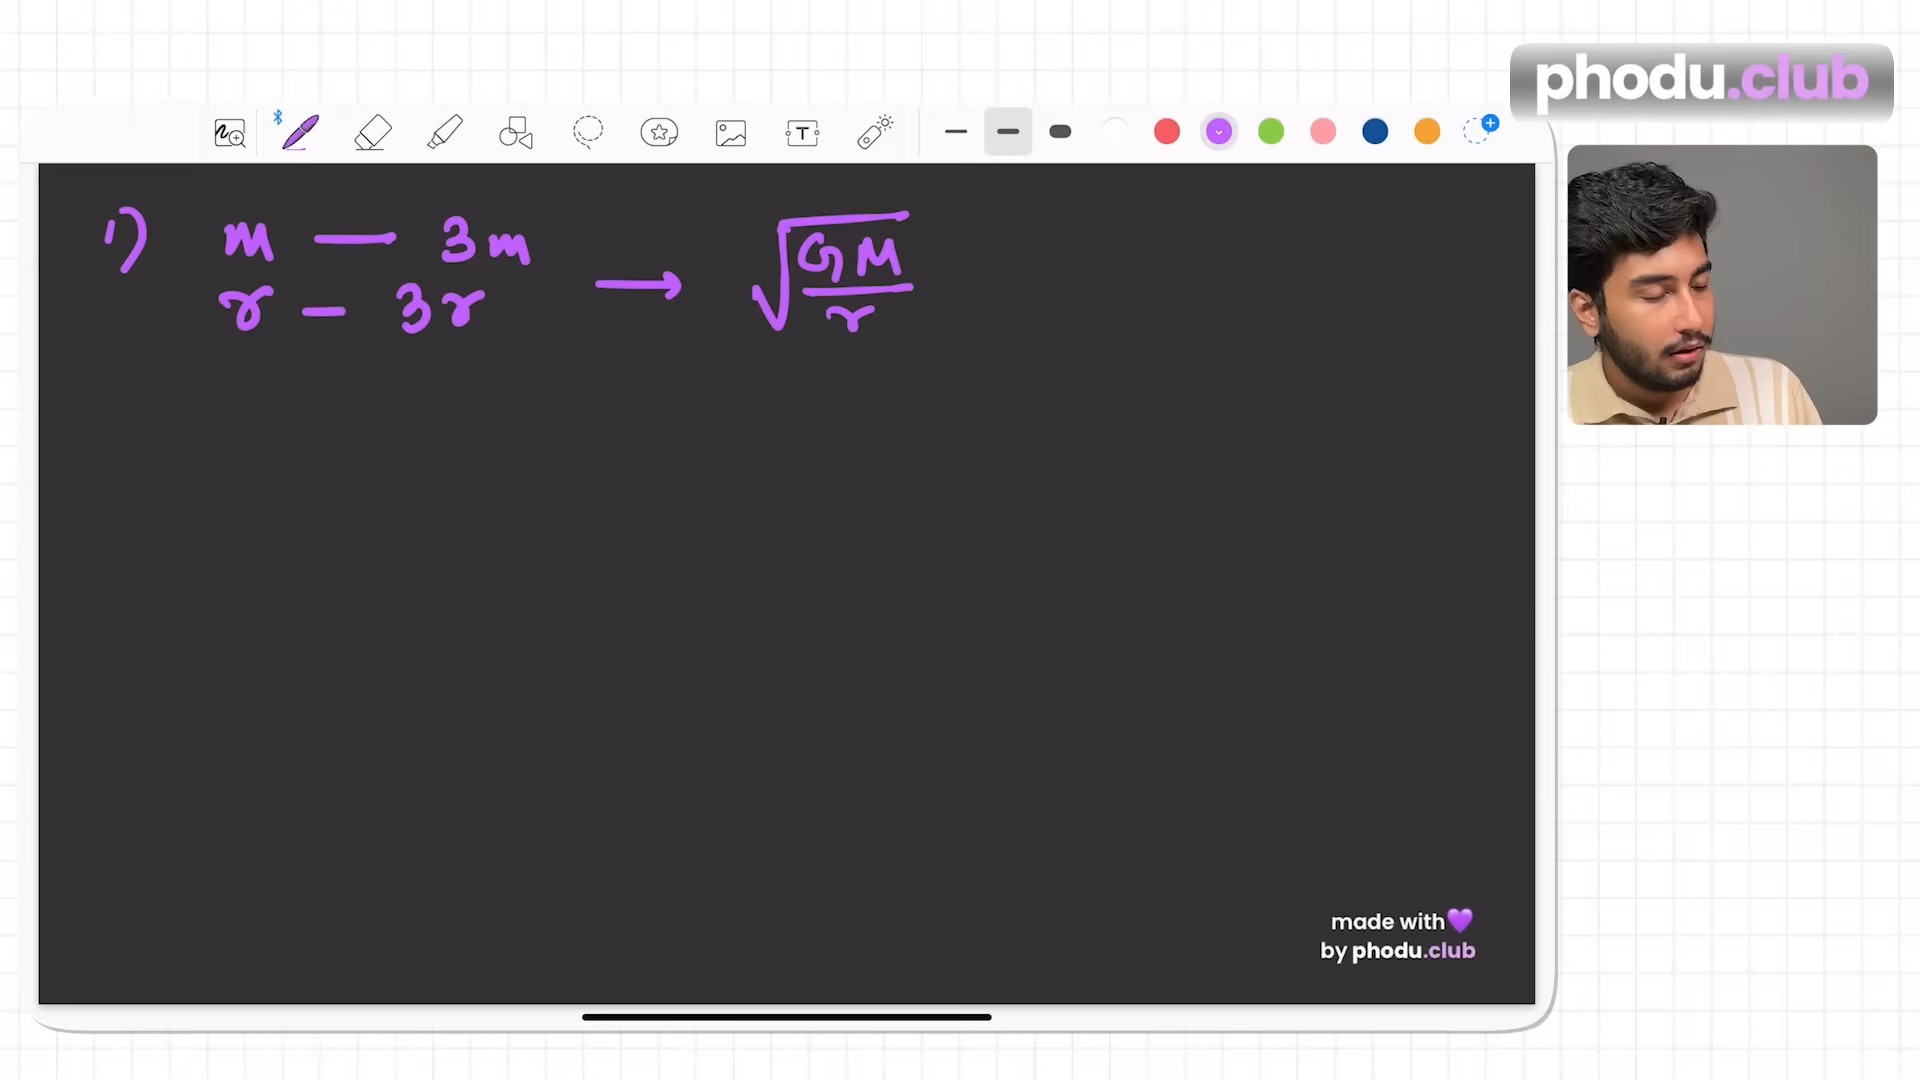 phodu.club
1) m — 3m
r - 3r → √(GM/r)
made with💜
by phodu.club